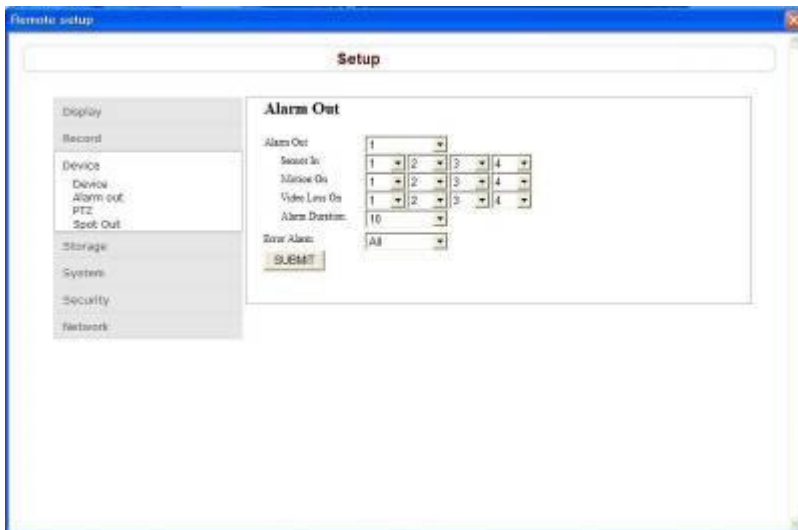 Remote setup
Setup
Display
Record
Device
Device
Alarm out
PTZ
Spot Out
Storage
System
Security
Network
Alarm Out
Alarm Out 1
Sensor In 1 2 3 4
Motion On 1 2 3 4
Video Loss On 1 2 3 4
Alarm Duration 10
Error Alarm All
SUBMIT